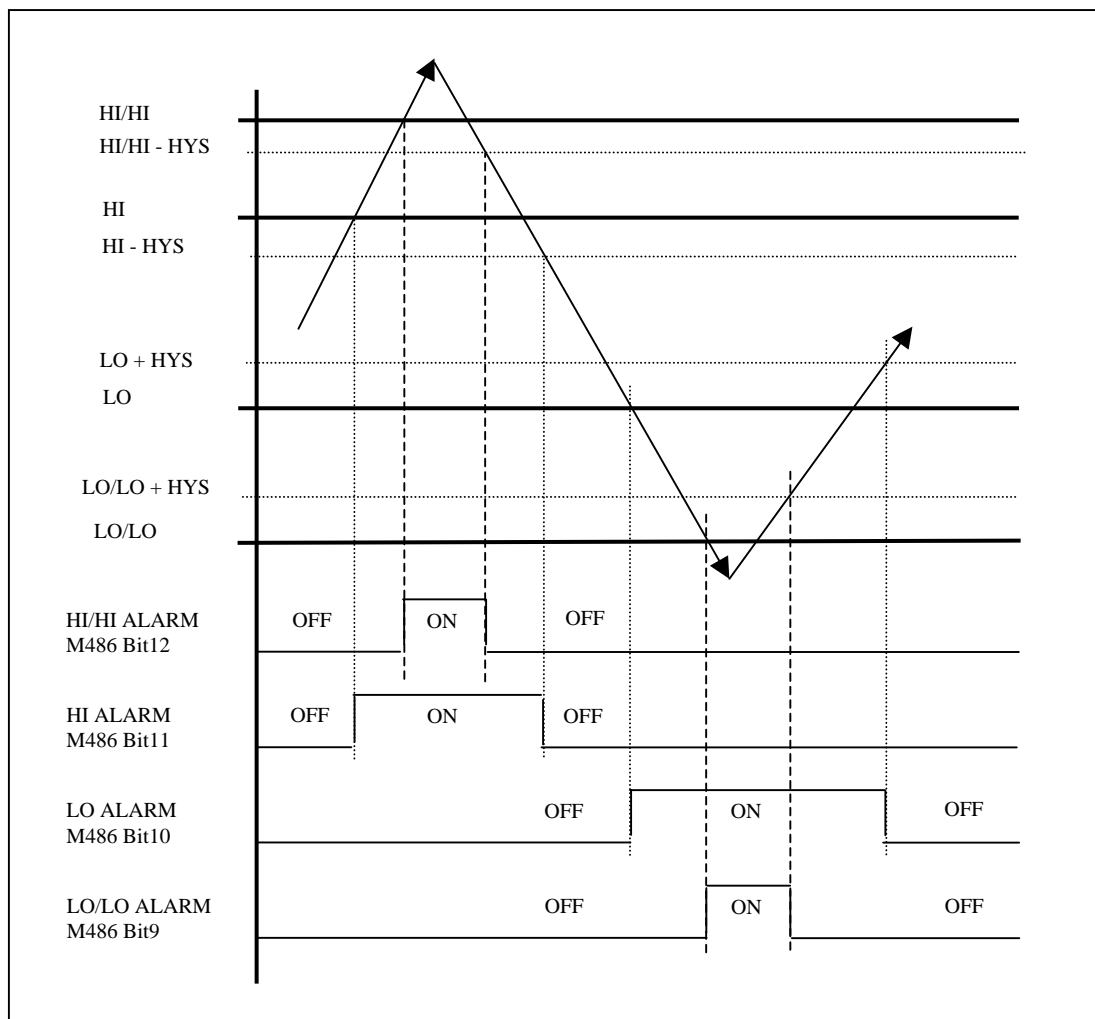 HI/HI
HI/HI - HYS
HI
HI - HYS
LO + HYS
LO
LO/LO + HYS
LO/LO
HI/HI ALARM
M486 Bit12
OFF
ON
OFF
HI ALARM
M486 Bit11
OFF
ON
OFF
LO ALARM
M486 Bit10
OFF
ON
OFF
LO/LO ALARM
M486 Bit9
OFF
ON
OFF